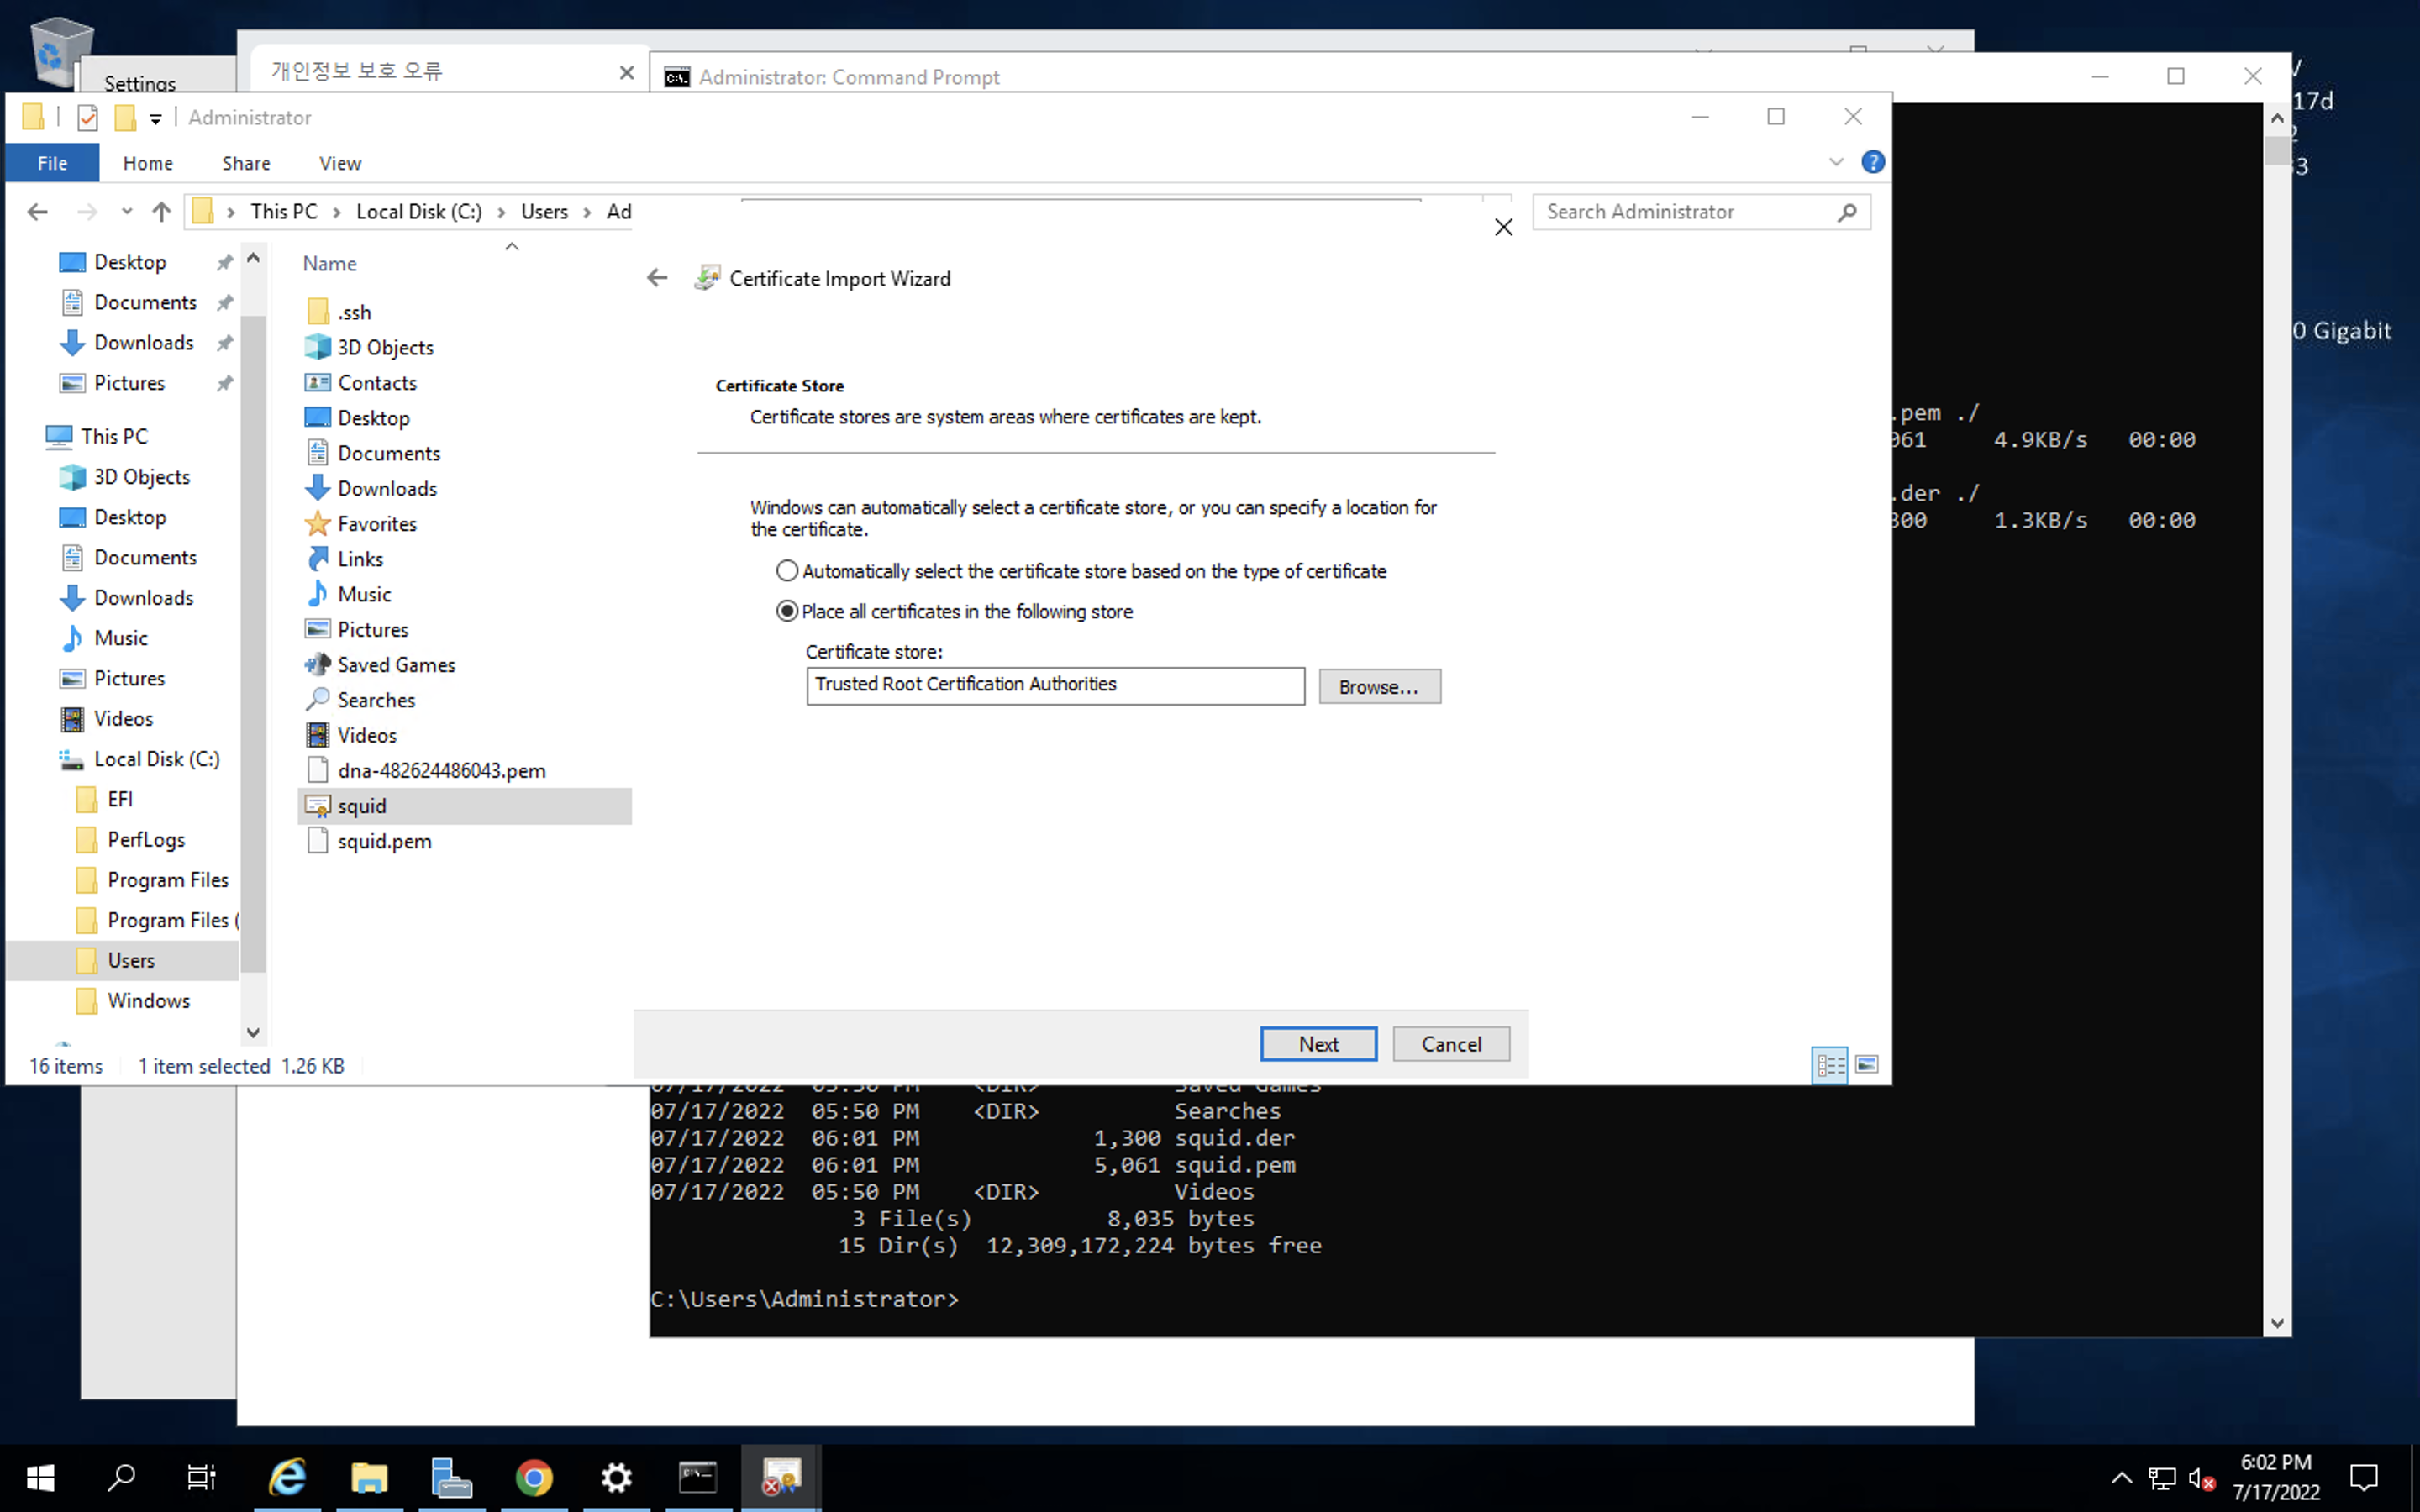 Settings
개인정보 보호 오류
Administrator: Command Prompt
Administrator
File
Home
Share
View
This PC
Local Disk (C:)
Users
Ad
Search Administrator
17d
0 Gigabit
Desktop
Documents
Downloads
Pictures
This PC
3D Objects
Desktop
Documents
Downloads
Music
Pictures
Videos
Local Disk (C:)
EFI
PerfLogs
Program Files
Program Files (
Users
Windows
Name
.ssh
3D Objects
Contacts
Desktop
Documents
Downloads
Favorites
Links
Music
Pictures
Saved Games
Searches
Videos
dna-482624486043.pem
squid
squid.pem
Certificate Import Wizard
Certificate Store
Certificate stores are system areas where certificates are kept.
Windows can automatically select a certificate store, or you can specify a location for
the certificate.
Automatically select the certificate store based on the type of certificate
Place all certificates in the following store
Certificate store:
Trusted Root Certification Authorities
Browse...
Next
Cancel
16 items
1 item selected 1.26 KB
.pem ./
061 4.9KB/s 00:00
.der ./
300 1.3KB/s 00:00
07/17/2022 05:50 PM <DIR> Saved Games
07/17/2022 05:50 PM <DIR> Searches
07/17/2022 06:01 PM 1,300 squid.der
07/17/2022 06:01 PM 5,061 squid.pem
07/17/2022 05:50 PM <DIR> Videos
3 File(s) 8,035 bytes
15 Dir(s) 12,309,172,224 bytes free
C:\Users\Administrator>
6:02 PM
7/17/2022